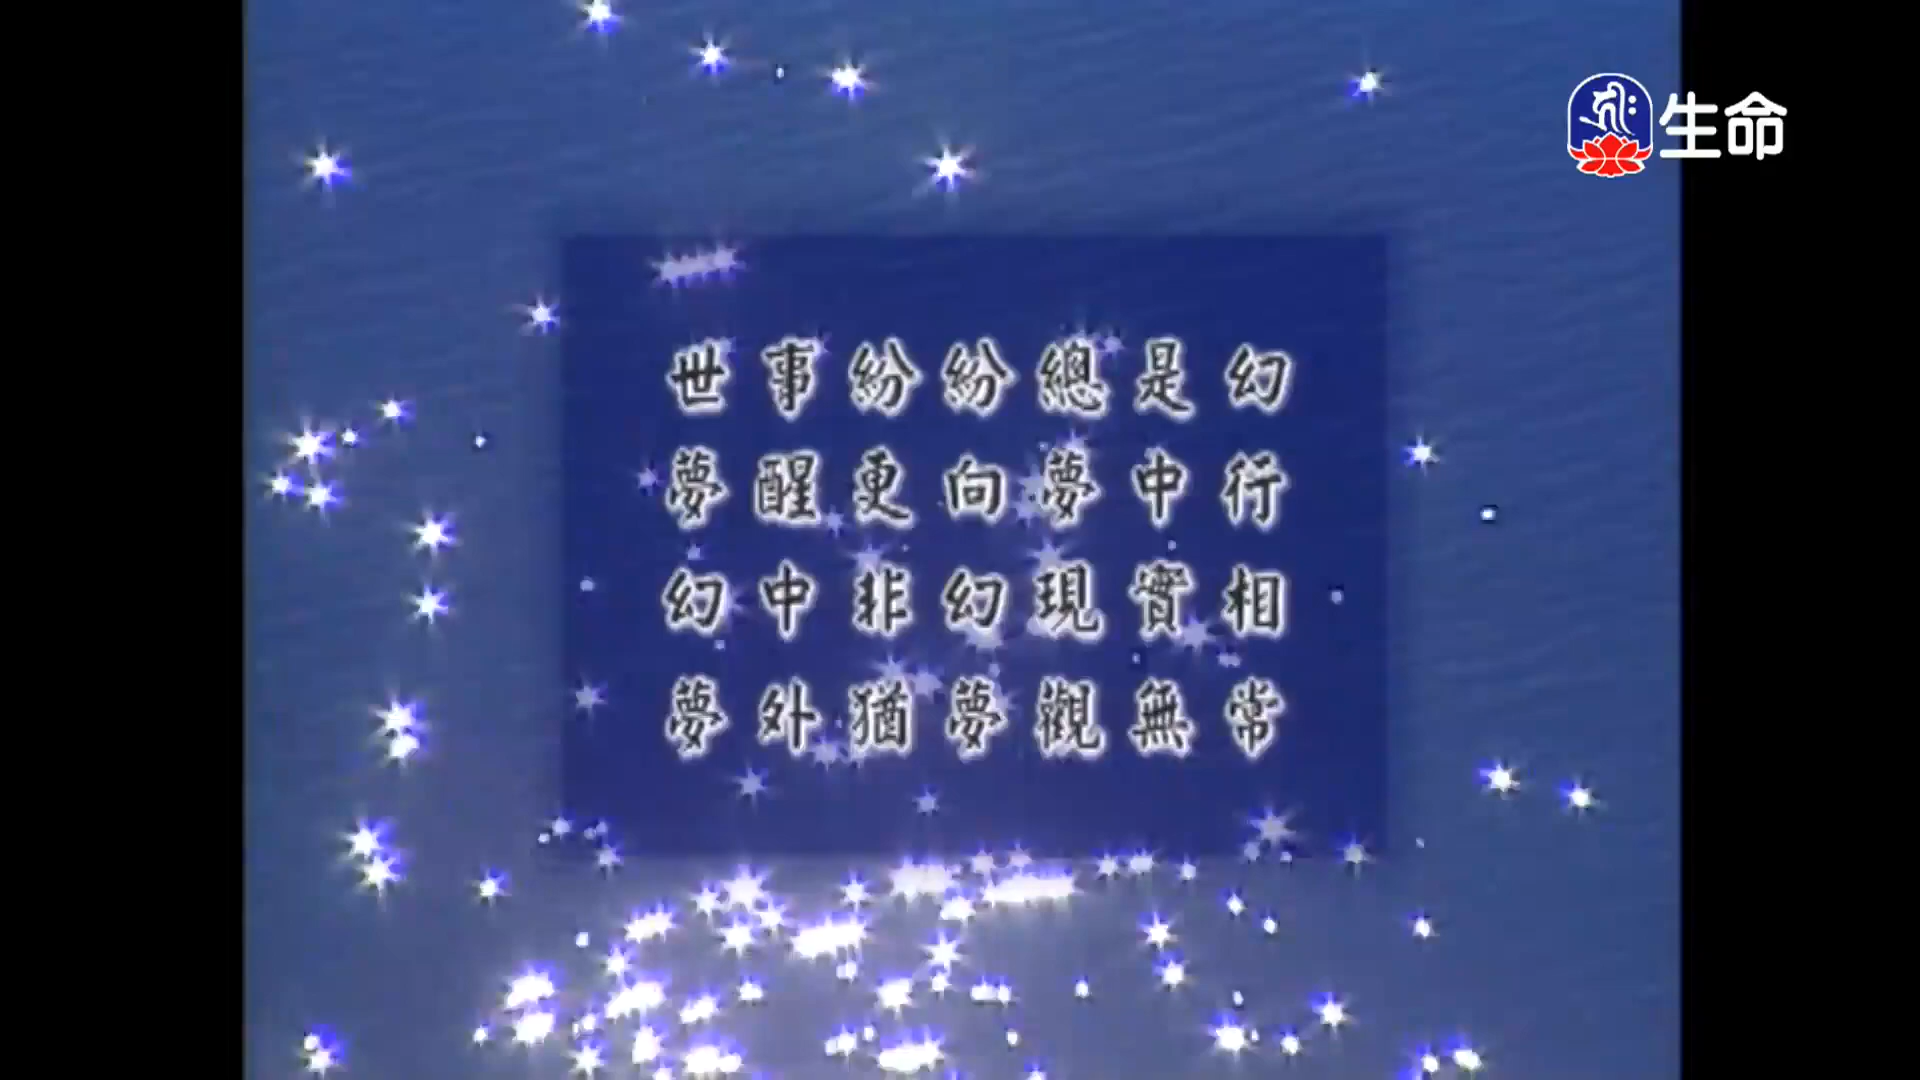 生命
世事紛紛總是幻
夢醒更向夢中行
幻中非幻現實相
夢外猶夢觀無常